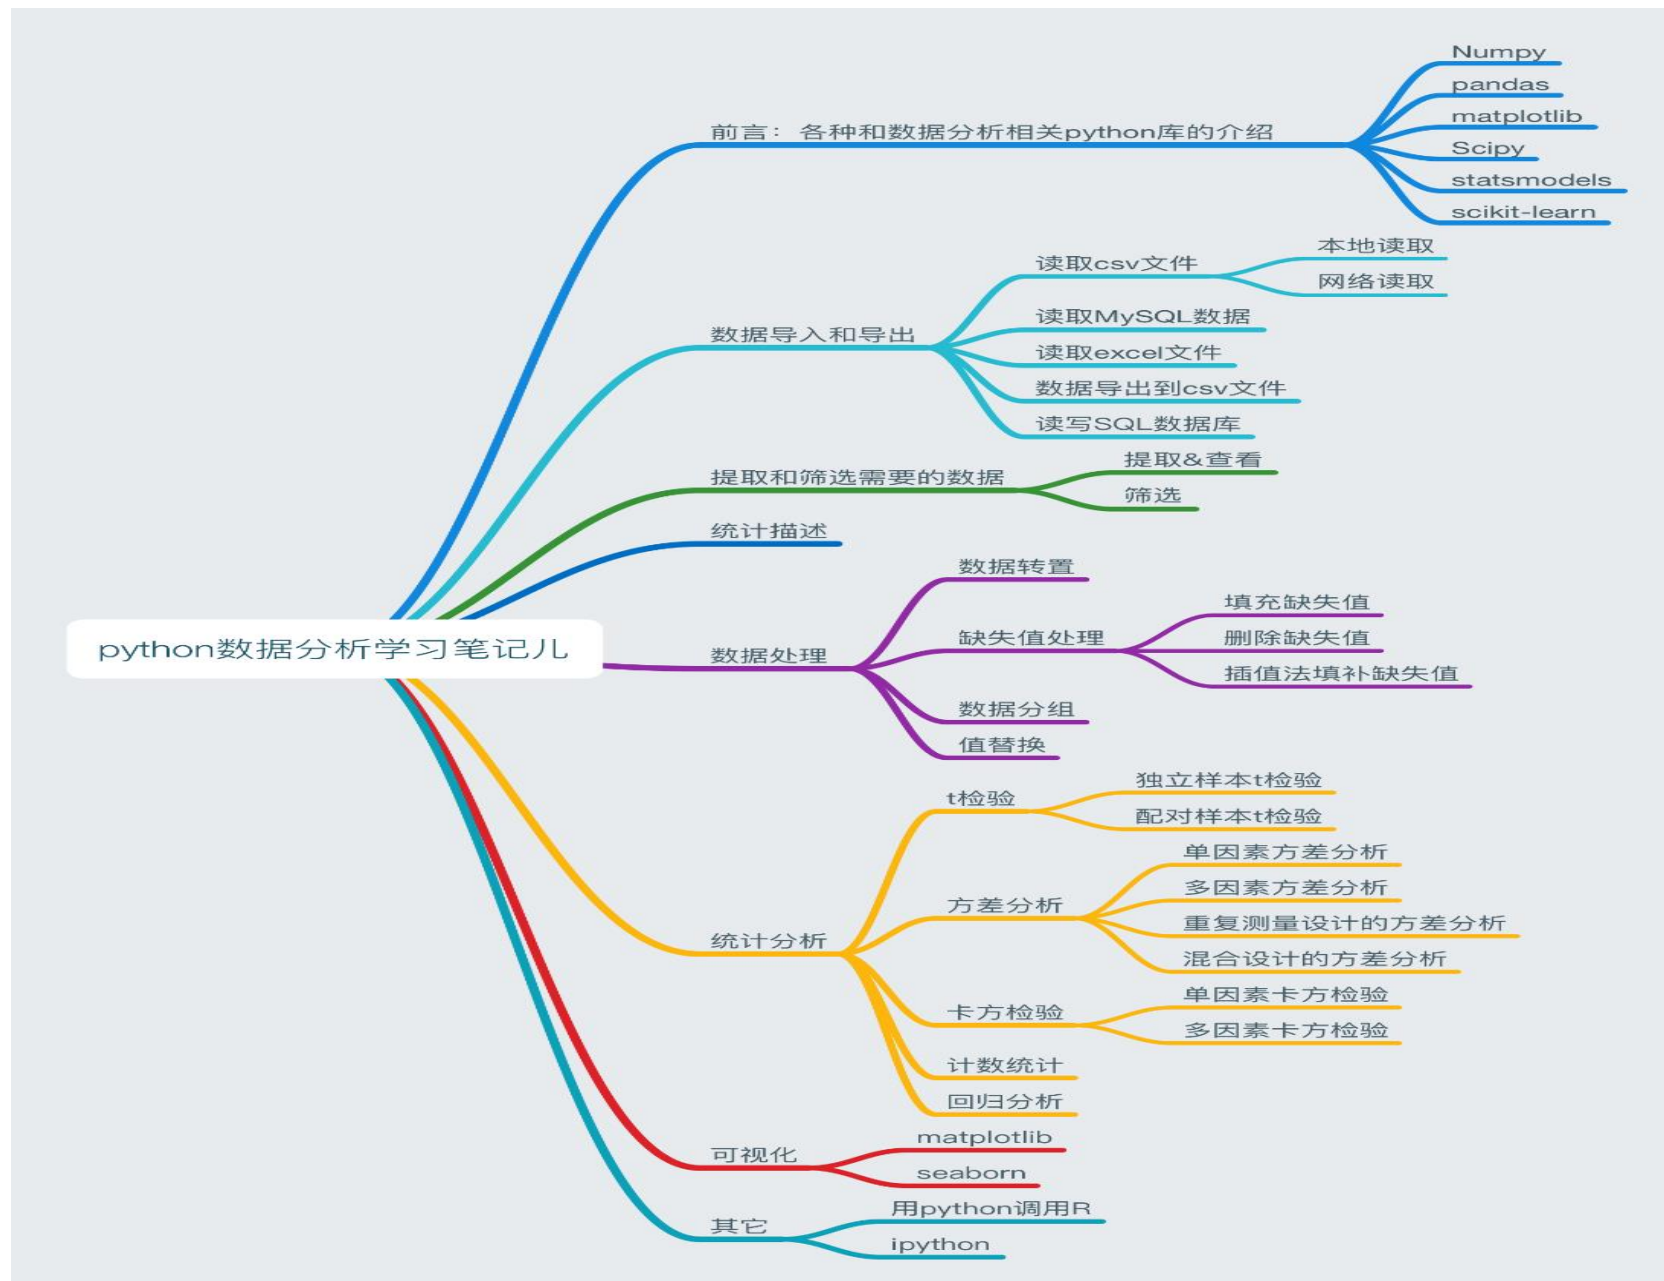 python数据分析学习笔记儿
前言：各种和数据分析相关python库的介绍
Numpy
pandas
matplotlib
Scipy
statsmodels
scikit-learn
数据导入和导出
读取csv文件
本地读取
网络读取
读取MySQL数据
读取excel文件
数据导出到csv文件
读写SQL数据库
提取和筛选需要的数据
提取&查看
筛选
统计描述
数据处理
数据转置
缺失值处理
填充缺失值
删除缺失值
插值法填补缺失值
数据分组
值替换
统计分析
t检验
独立样本t检验
配对样本t检验
方差分析
单因素方差分析
多因素方差分析
重复测量设计的方差分析
混合设计的方差分析
卡方检验
单因素卡方检验
多因素卡方检验
计数统计
回归分析
可视化
matplotlib
seaborn
其它
用python调用R
ipython